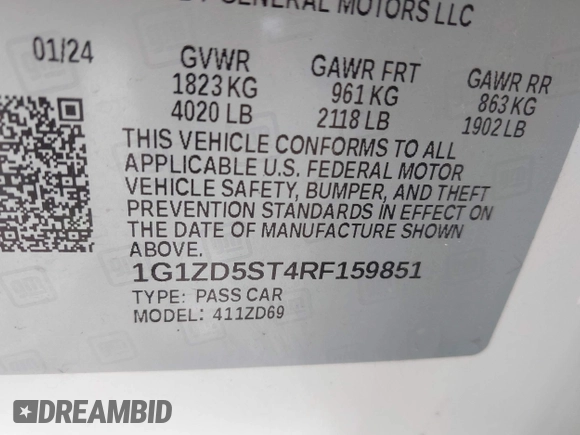 GENERAL MOTORS LLC
01/24 GVWR GAWR FRT GAWR RR
1823 KG 961 KG 863 KG
4020 LB 2118 LB 1902 LB
THIS VEHICLE CONFORMS TO ALL
APPLICABLE U.S. FEDERAL MOTOR
VEHICLE SAFETY, BUMPER, AND THEFT
PREVENTION STANDARDS IN EFFECT ON
THE DATE OF MANUFACTURE SHOWN
ABOVE.
1G1ZD5ST4RF159851
TYPE: PASS CAR
MODEL: 411ZD69
DREAMBID